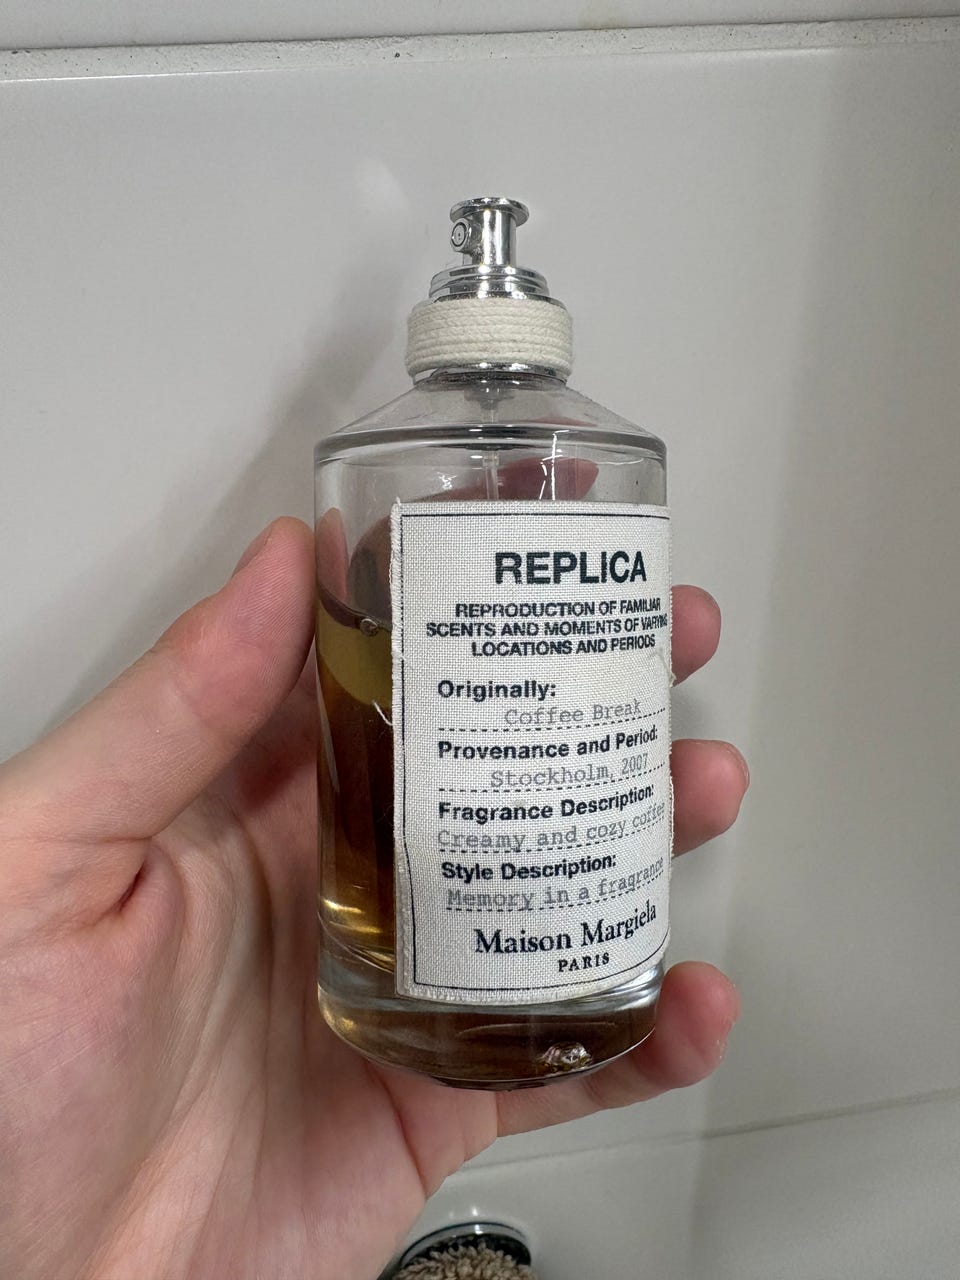 REPLICA
REPRODUCTION OF FAMILIAR
SCENTS AND MOMENTS OF VARYING
LOCATIONS AND PERIODS
Originally:
Coffee Break
Provenance and Period:
Stockholm, 2007
Fragrance Description:
Creamy and cozy coffee
Style Description:
Memory in a fragrance
Maison Margiela
PARIS